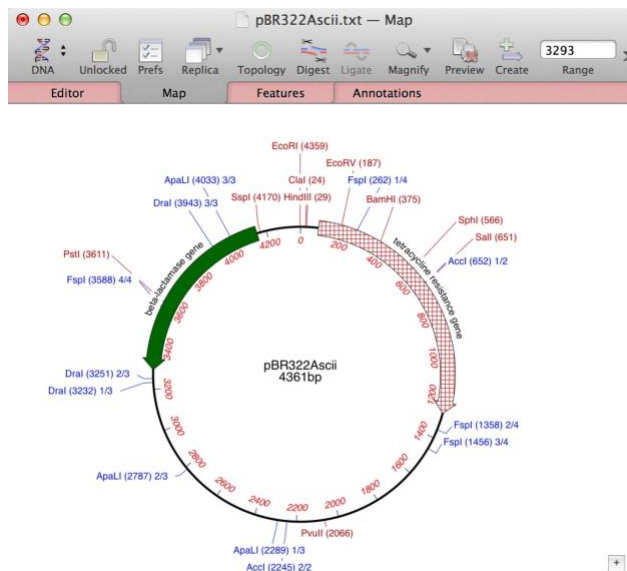 pBR322Ascii.txt — Map
3293
DNA Unlocked Prefs Replica Topology Digest Ligate Magnify Preview Create Range
Editor Map Features Annotations
EcoRI (4359)
EcoRV (187)
ApaLI (4033) 3/3
ClaI (24)
FspI (262) 1/4
DraI (3943) 3/3
SspI (4170)
HindIII (29)
BamHI (375)
SphI (566)
SalI (651)
PstI (3611)
AccI (652) 1/2
FspI (3588) 4/4
beta-lactamase gene
tetracycline resistance gene
0
200
400
600
800
1000
1200
1400
1600
1800
2000
2200
2400
2600
2800
3000
3200
3400
3600
3800
4000
4200
pBR322Ascii
4361bp
DraI (3251) 2/3
DraI (3232) 1/3
FspI (1358) 2/4
FspI (1456) 3/4
ApaLI (2787) 2/3
PvuII (2066)
ApaLI (2289) 1/3
AccI (2245) 2/2
+